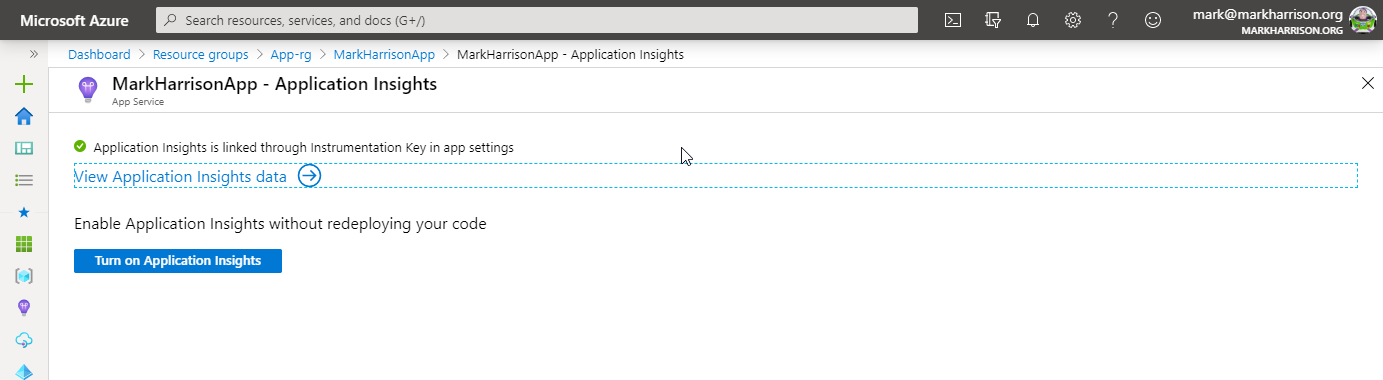 Microsoft Azure
Search resources, services, and docs (G+/)
mark@markharrison.org
MARKHARRISON.ORG
Dashboard > Resource groups > App-rg > MarkHarrisonApp > MarkHarrisonApp - Application Insights
MarkHarrisonApp - Application Insights
App Service
Application Insights is linked through Instrumentation Key in app settings
View Application Insights data
Enable Application Insights without redeploying your code
Turn on Application Insights